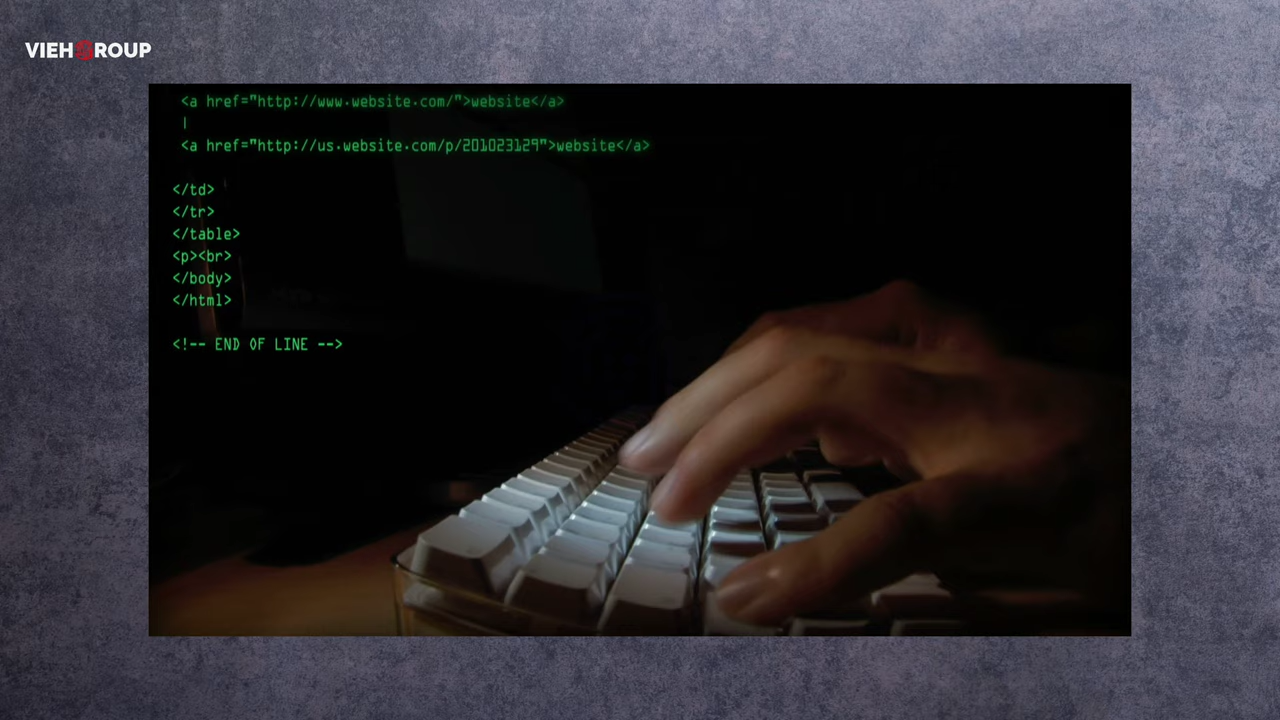 VIEHGROUP
<a href="http://www.website.com/">website</a>
|
<a href="http://us.website.com/p/201023129">website</a>
</td>
</tr>
</table>
<p><br>
</body>
</html>
<!-- END OF LINE -->